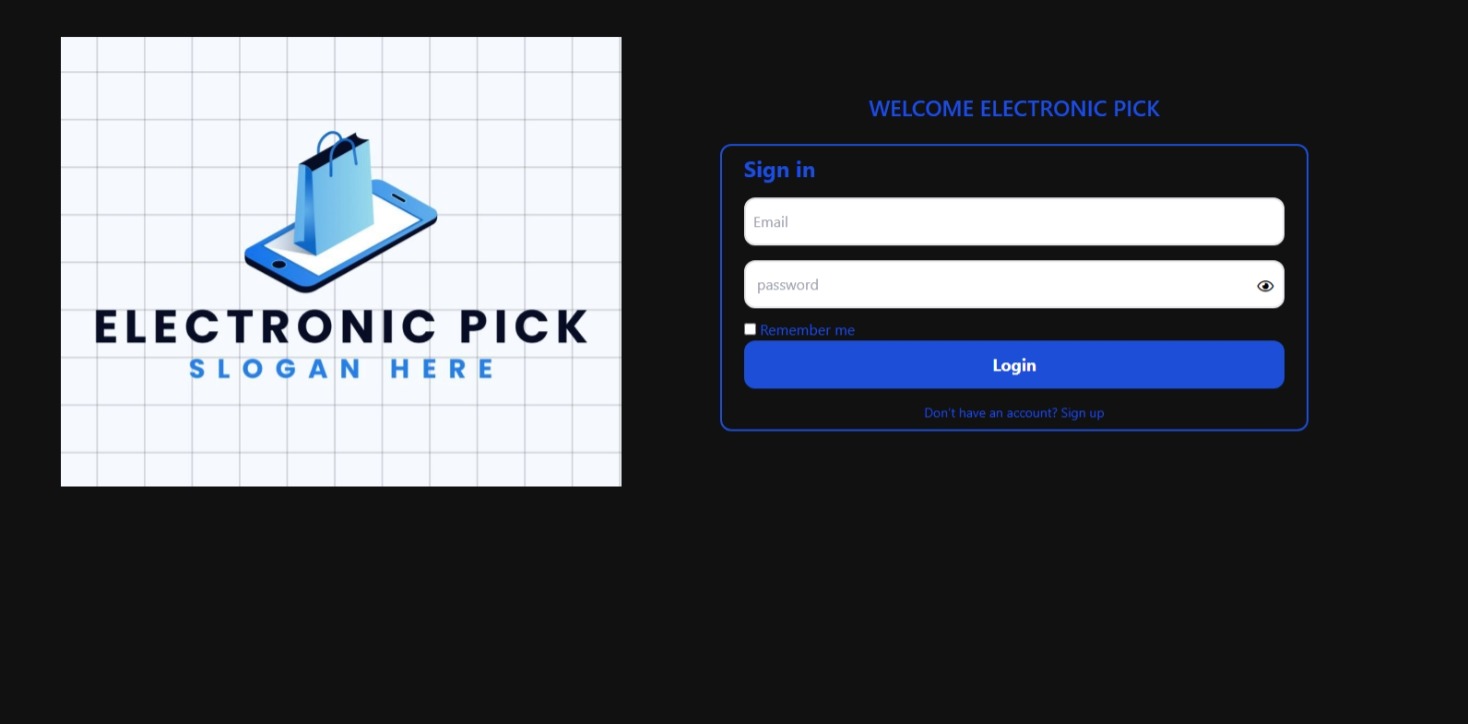 ELECTRONIC PICK
SLOGAN HERE
WELCOME ELECTRONIC PICK
Sign in
Email
password
Remember me
Login
Don't have an account? Sign up